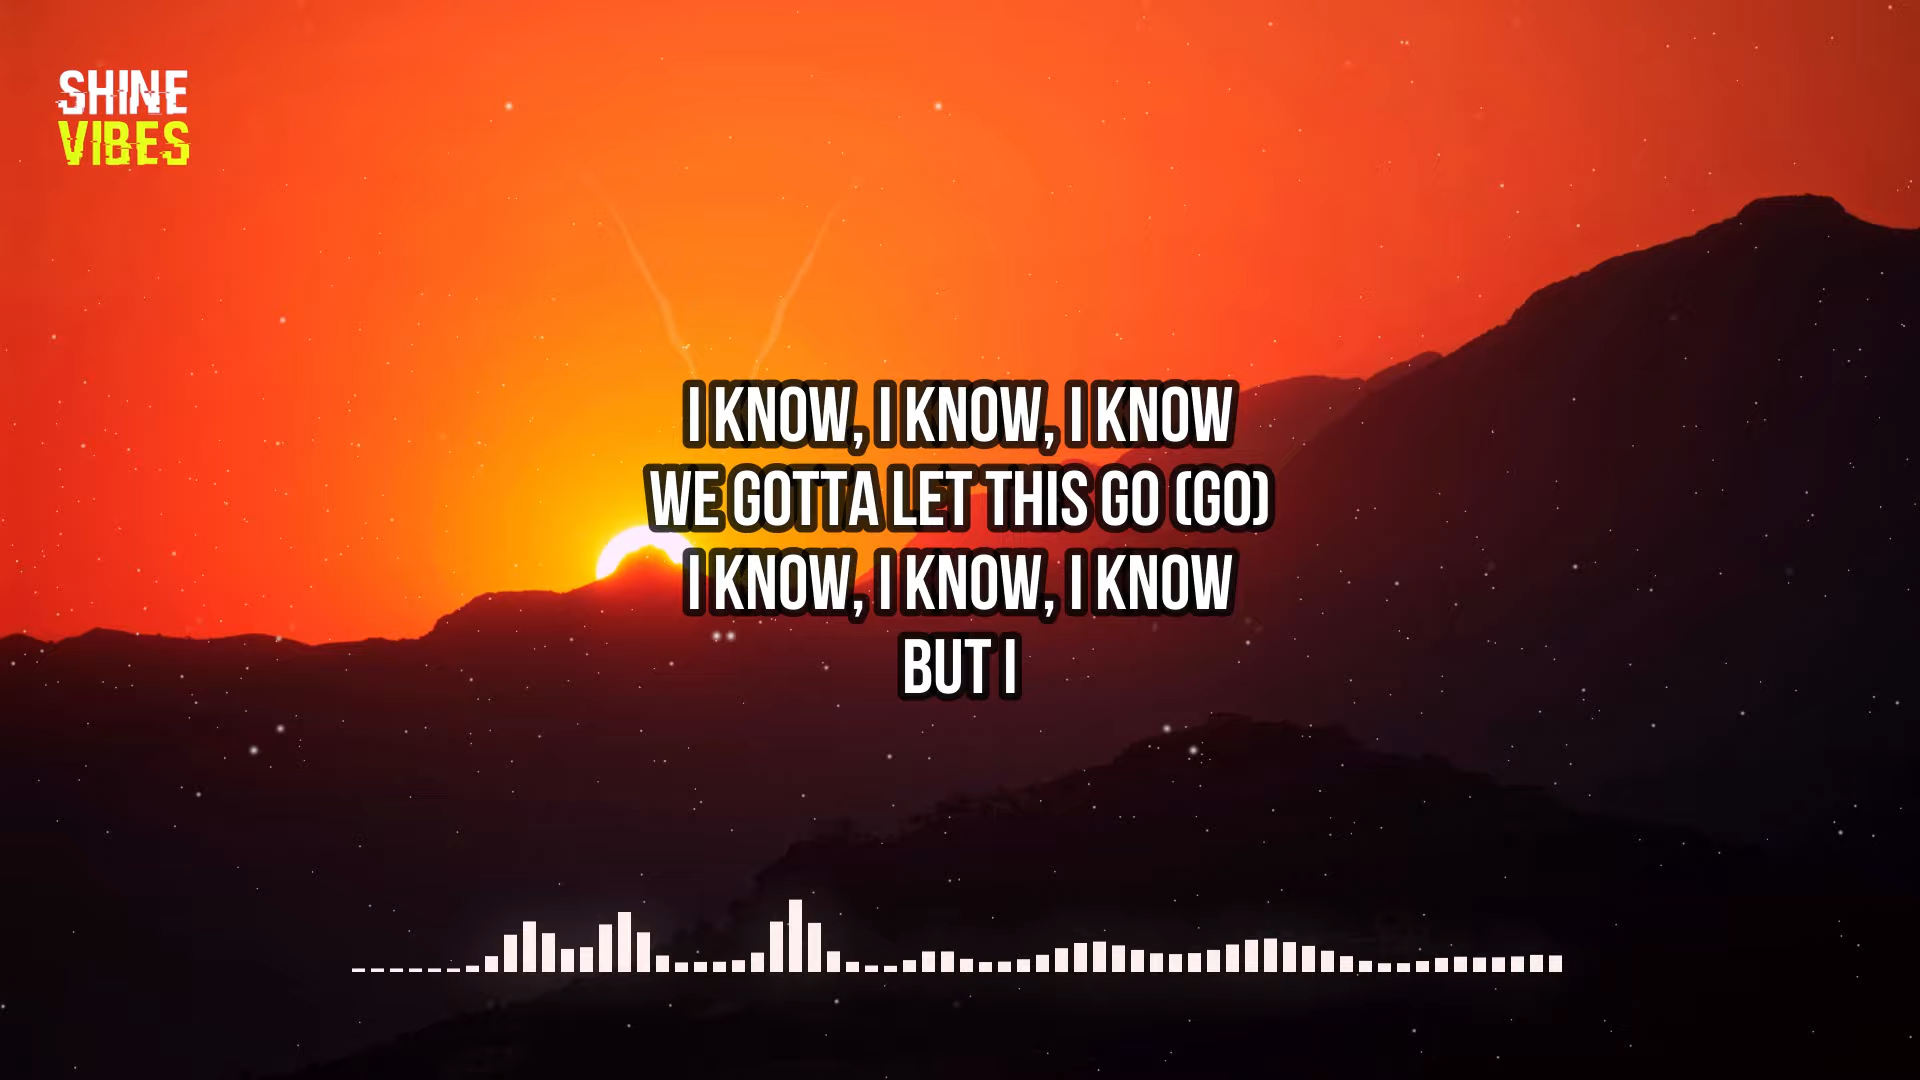 SHINE
VIBES
I KNOW, I KNOW, I KNOW
WE GOTTA LET THIS GO (GO)
I KNOW, I KNOW, I KNOW
BUT I